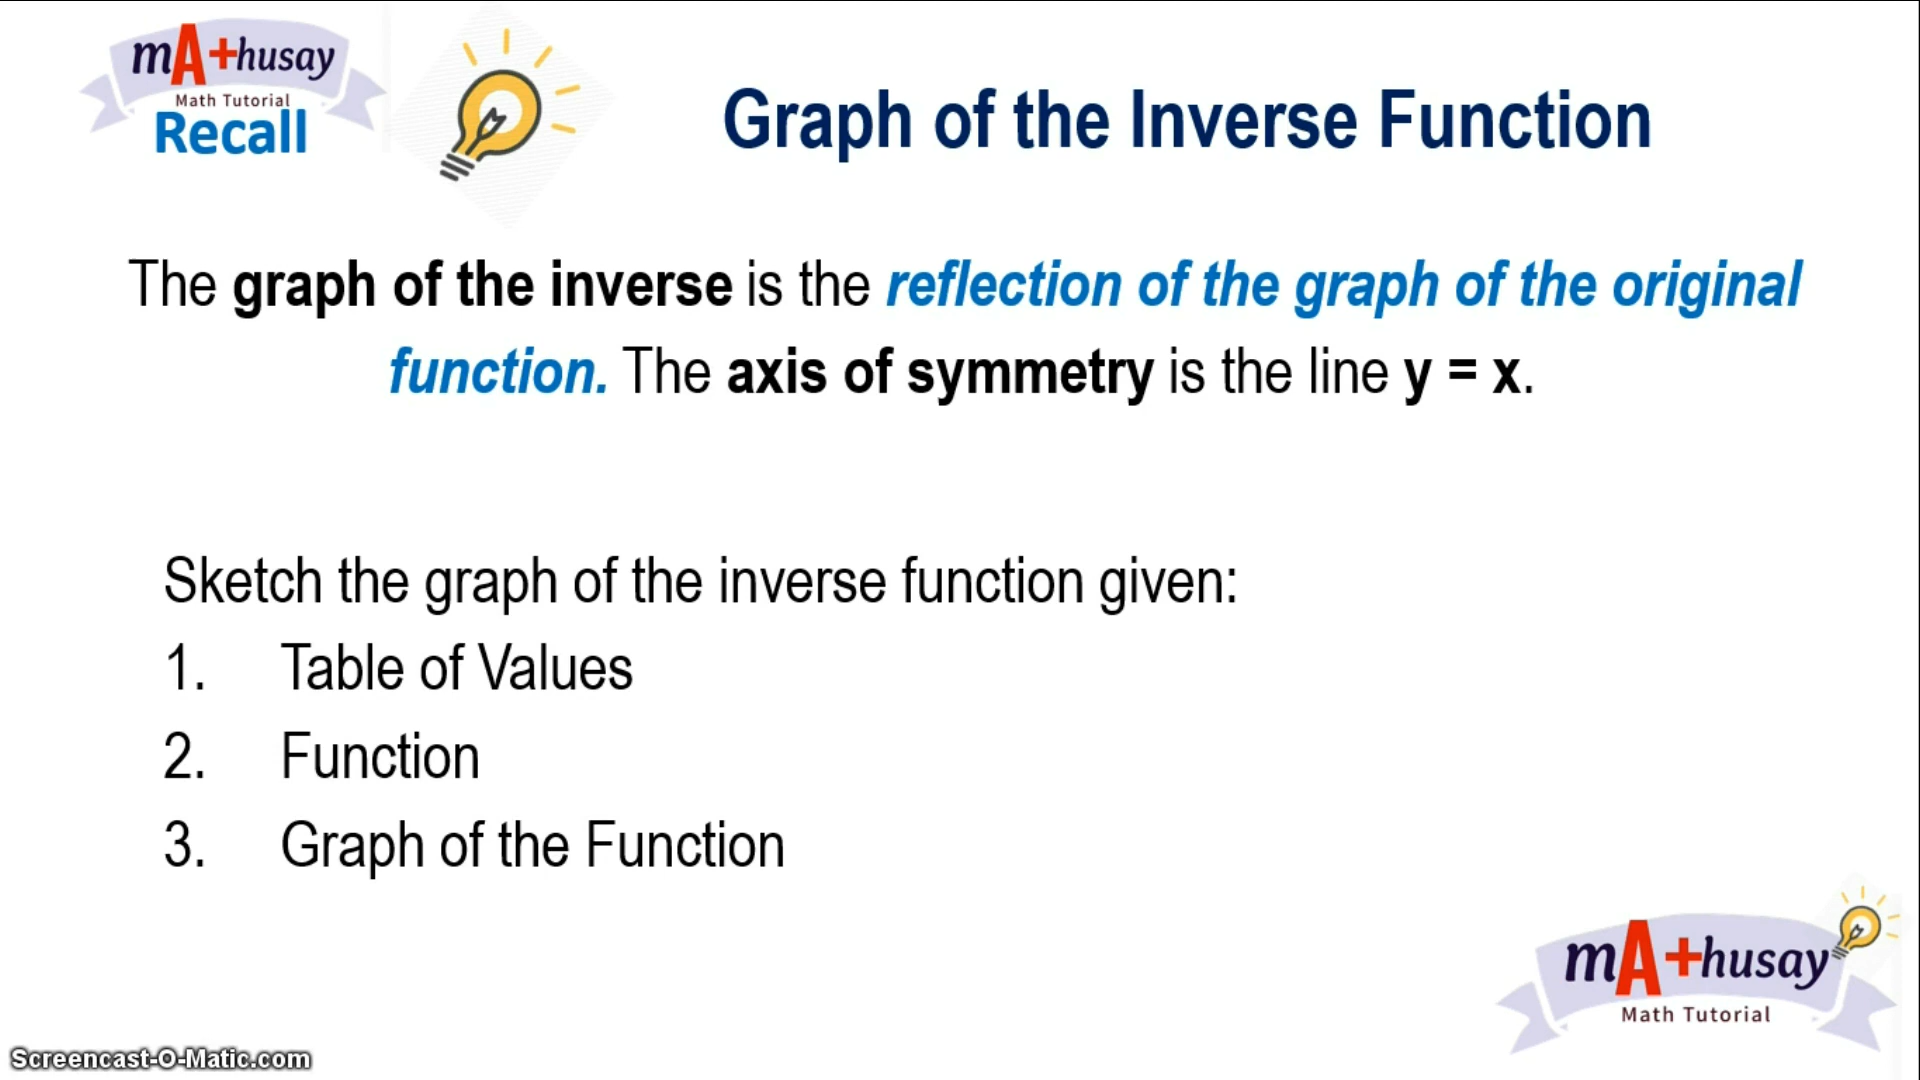 mA+husay
Math Tutorial
Recall
Graph of the Inverse Function
The graph of the inverse is the reflection of the graph of the original
function. The axis of symmetry is the line y = x.
Sketch the graph of the inverse function given:
1. Table of Values
2. Function
3. Graph of the Function
mA+husay
Math Tutorial
Screencast-O-Matic.com